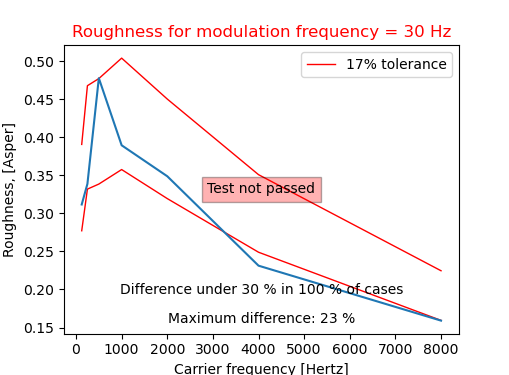 Roughness for modulation frequency = 30 Hz
17% tolerance
Roughness, [Asper]
0.50
0.45
0.40
0.35
0.30
0.25
0.20
0.15
Test not passed
Difference under 30 % in 100 % of cases
Maximum difference: 23 %
0 1000 2000 3000 4000 5000 6000 7000 8000
Carrier frequency [Hertz]